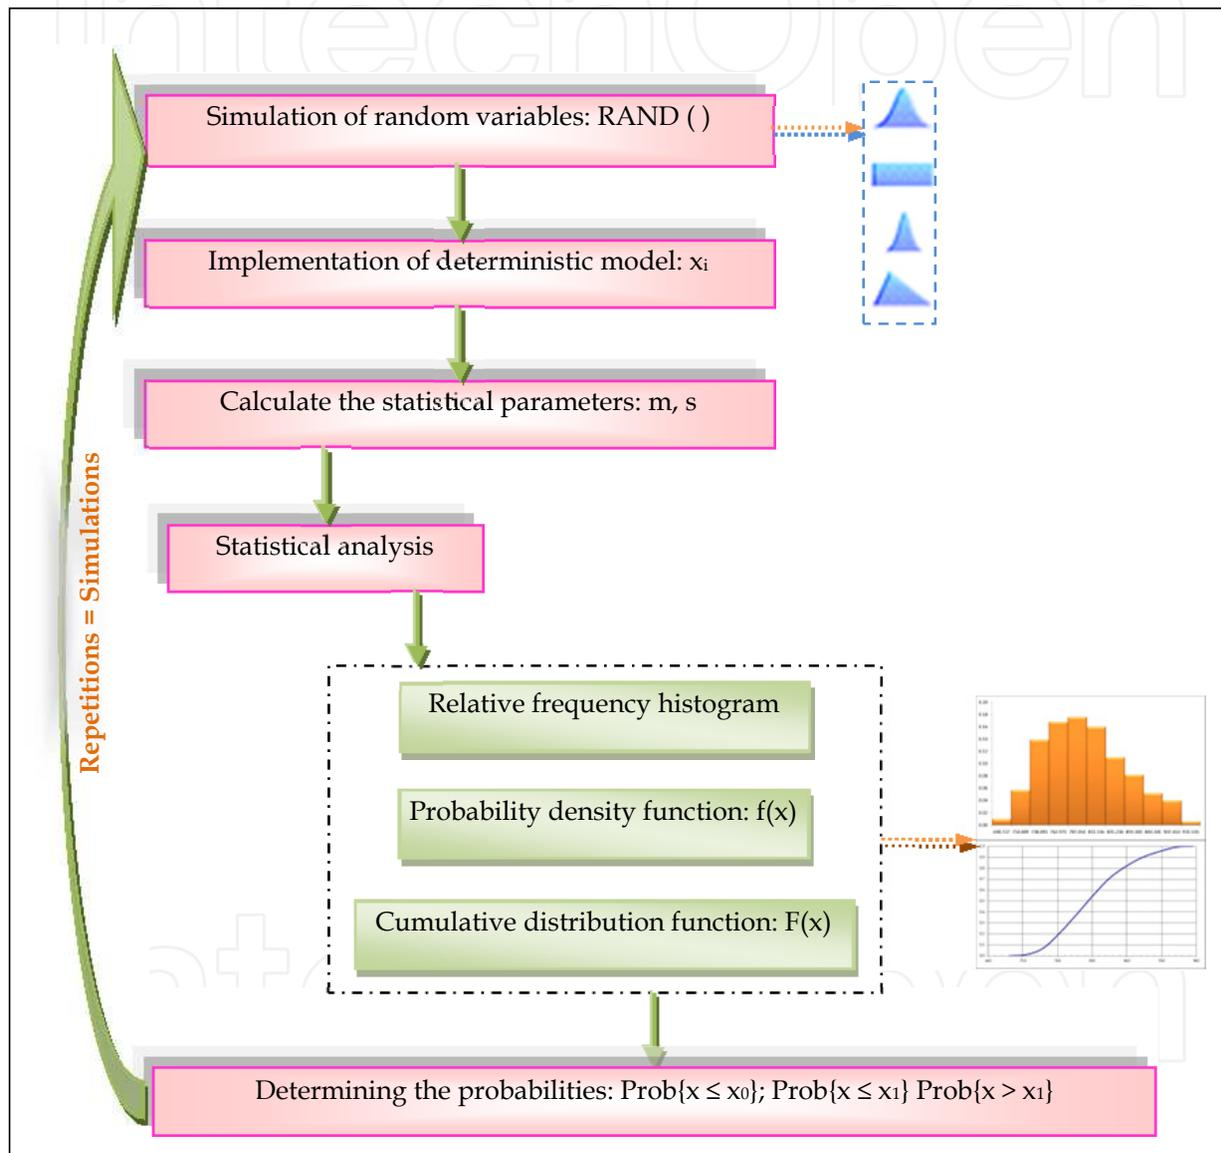 IntechOpen
Simulation of random variables: RAND ( )
Implementation of deterministic model: xi
Calculate the statistical parameters: m, s
Repetitions = Simulations
Statistical analysis
Relative frequency histogram
Probability density function: f(x)
Cumulative distribution function: F(x)
Determining the probabilities: Prob{x ≤ x0}; Prob{x ≤ x1} Prob{x > x1}